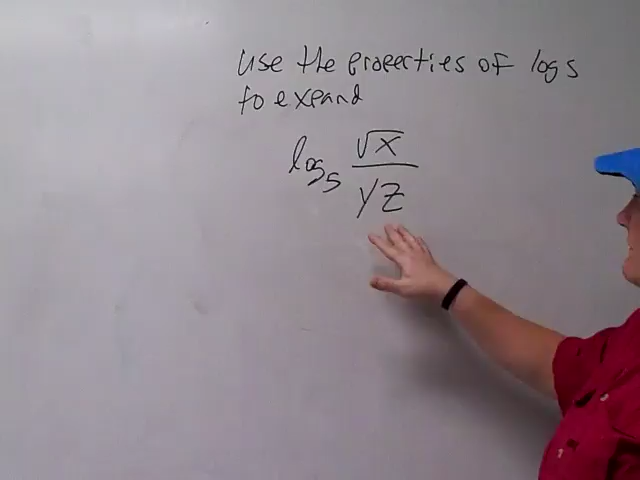 Use the properties of logs
to expand
log₅ √x / yz